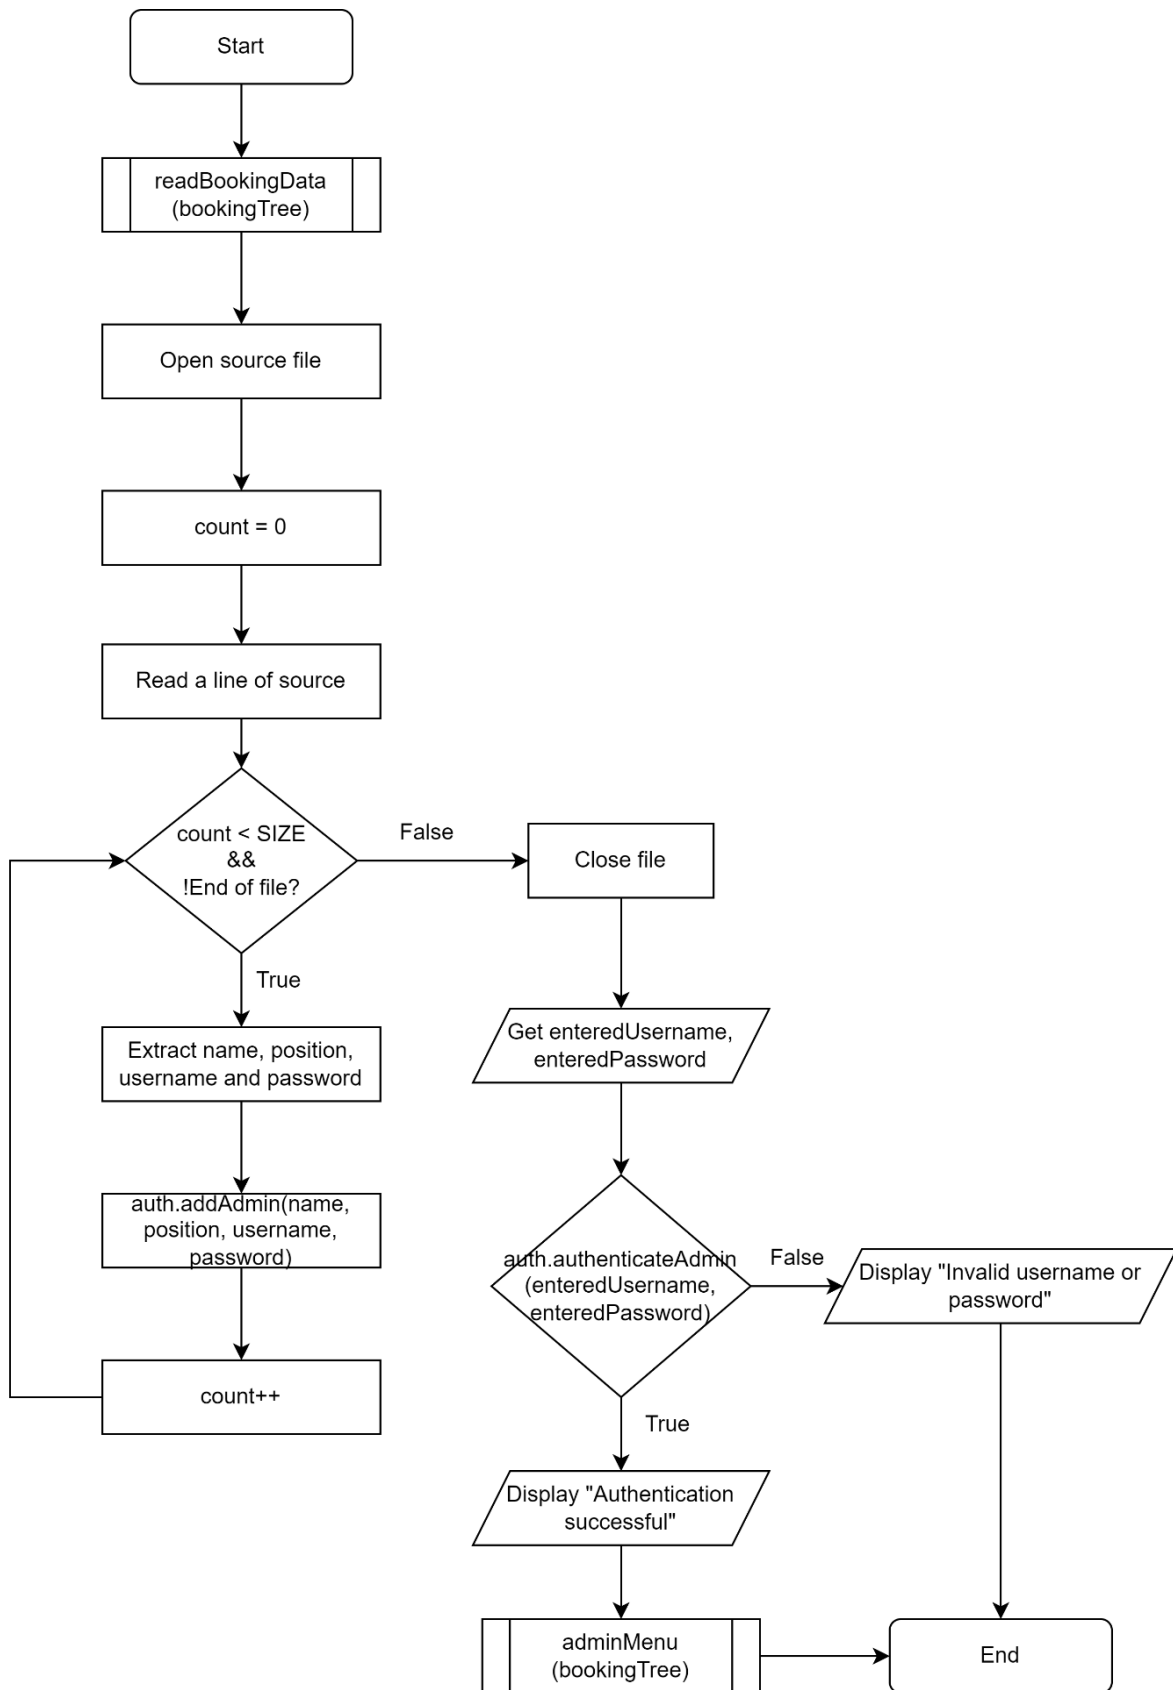 Start
readBookingData
(bookingTree)
Open source file
count = 0
Read a line of source
count < SIZE
&&
!End of file?
False
Close file
True
Extract name, position,
username and password
auth.addAdmin(name,
position, username,
password)
count++
Get enteredUsername,
enteredPassword
auth.authenticateAdmin
(enteredUsername,
enteredPassword)
False
Display "Invalid username or
password"
True
Display "Authentication
successful"
adminMenu
(bookingTree)
End